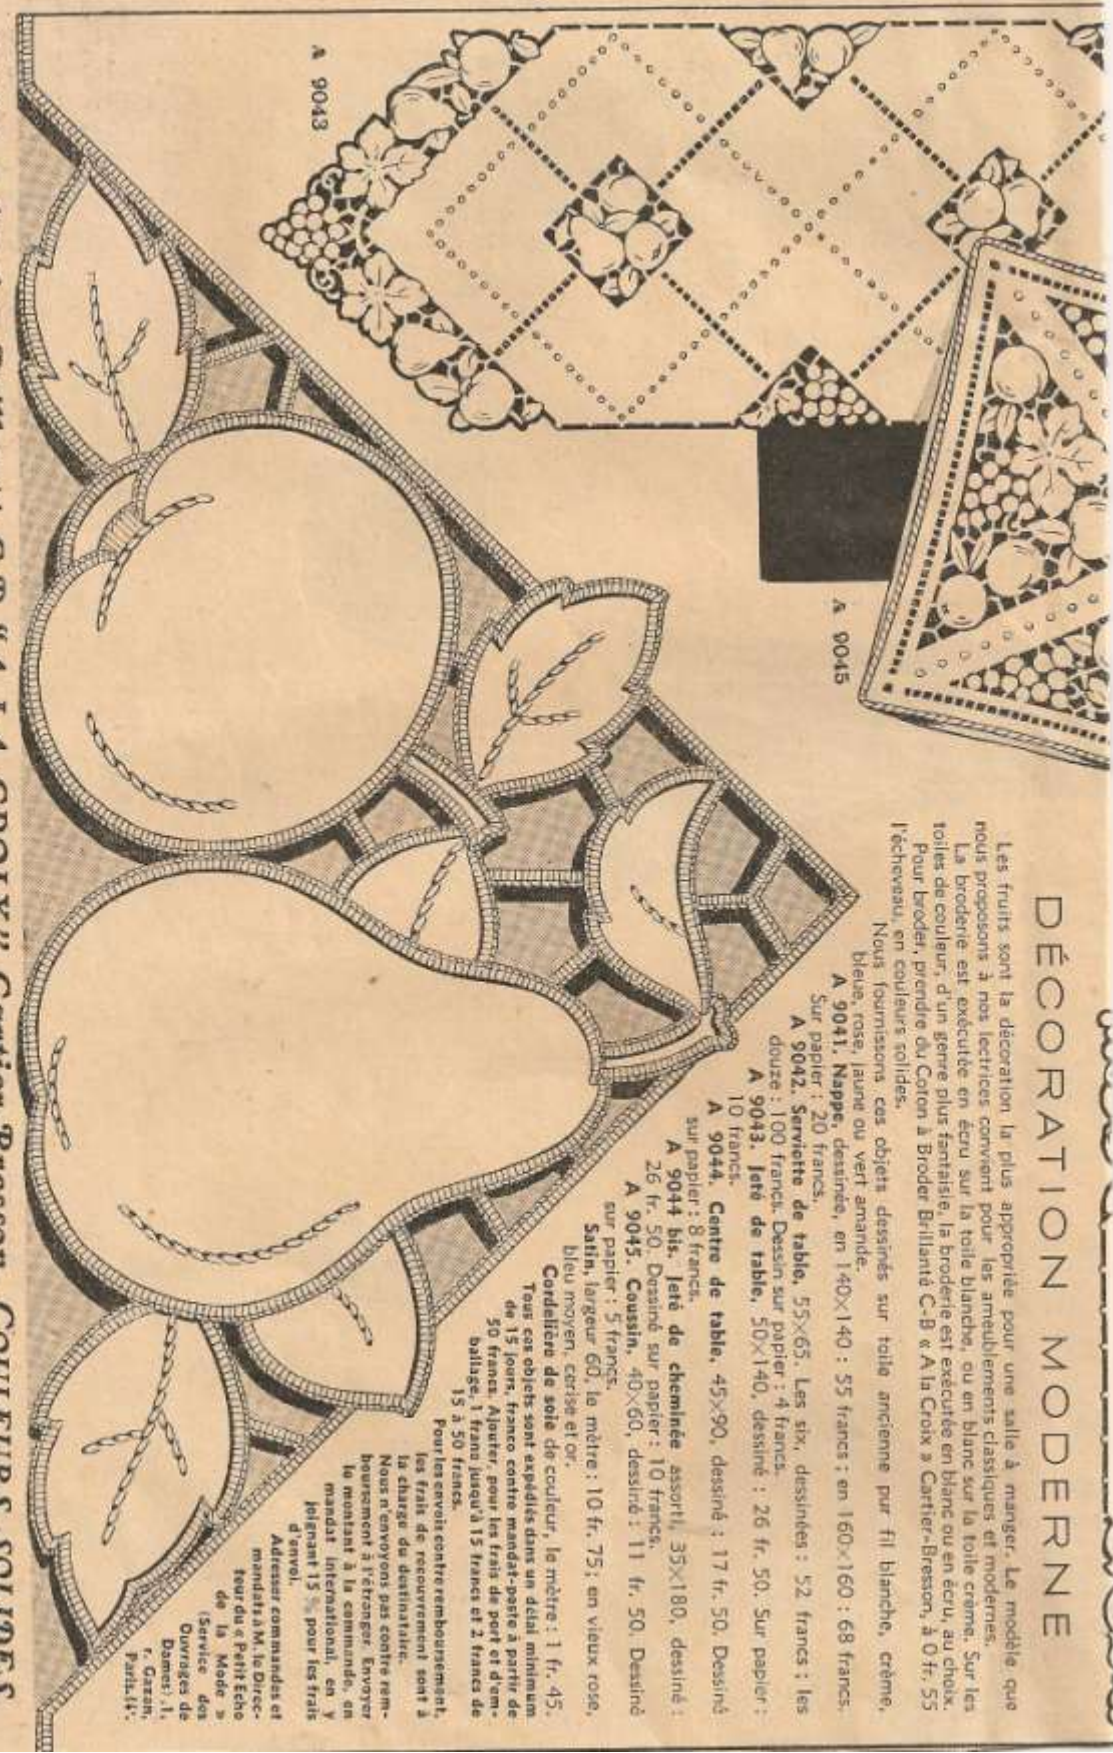 DÉCORATION MODERNE
Les fruits sont la décoration la plus appropriée pour une salle à manger. Le modèle que
nous proposons à nos lectrices convient pour les ameublements classiques et modernes.
La broderie est exécutée en écru sur la toile blanche, ou en blanc sur la toile crème. Sur les
toiles de couleur, d'un genre plus fantaisie, la broderie est exécutée en blanc ou en écru, au choix.
Pour broder, prendre du Coton à Broder Brillanté C-B « A la Croix » Cartier-Bresson, à 0 fr. 55
l'écheveau, en couleurs solides.
Nous fournissons ces objets dessinés sur toile ancienne pur fil blanche, crème,
bleue, rose, jaune ou vert amande.
A 9041. Nappe, dessinée, en 140×140 : 55 francs ; en 160×160 : 68 francs.
Sur papier : 20 francs.
A 9042. Serviette de table, 55×65. Les six, dessinées : 52 francs ; les
douze : 100 francs. Dessin sur papier : 4 francs.
A 9043. Jeté de table, 50×140, dessiné : 26 fr. 50. Sur papier :
10 francs.
A 9044. Centre de table, 45×90, dessiné : 17 fr. 50. Dessiné
sur papier : 8 francs.
A 9044 bis. Jeté de cheminée assorti, 35×180, dessiné :
26 fr. 50. Dessiné sur papier : 10 francs.
A 9045. Coussin, 40×60, dessiné : 11 fr. 50. Dessiné
sur papier : 5 francs.
Satin, largeur 60, le mètre : 10 fr. 75 ; en vieux rose,
bleu moyen, cerise et or.
Cordelière de soie de couleur, le mètre : 1 fr. 45.
Tous ces objets sont expédiés dans un délai minimum
de 15 jours, franco contre mandat-poste à partir de
50 francs. Ajouter, pour les frais de port et d'em-
ballage, 1 franc jusqu'à 15 francs et 2 francs de
15 à 50 francs.
Pour les envois contre remboursement,
les frais de recouvrement sont à
la charge du destinataire.
Nous n'envoyons pas contre rem-
boursement à l'étranger. Envoyer
le montant à la commande, en
mandat international, en y
joignant 15 % pour les frais
d'envoi.
Adresser commandes et
mandats à M. le Direc-
teur du « Petit Echo
de la Mode »
(Service des
Ouvrages de
Dames), 1,
r. Gazan,
Paris.
A 9043
A 9045
A LA CROIX" Cartier-Bresson, COULEURS SOLIDES